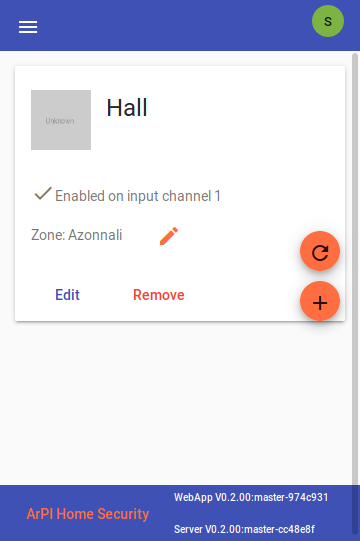 S
Unknown
Hall
Enabled on input channel 1
Zone: Azonnali
Edit
Remove
ArPI Home Security
WebApp V0.2.00:master-974c931
Server V0.2.00:master-cc48e8f